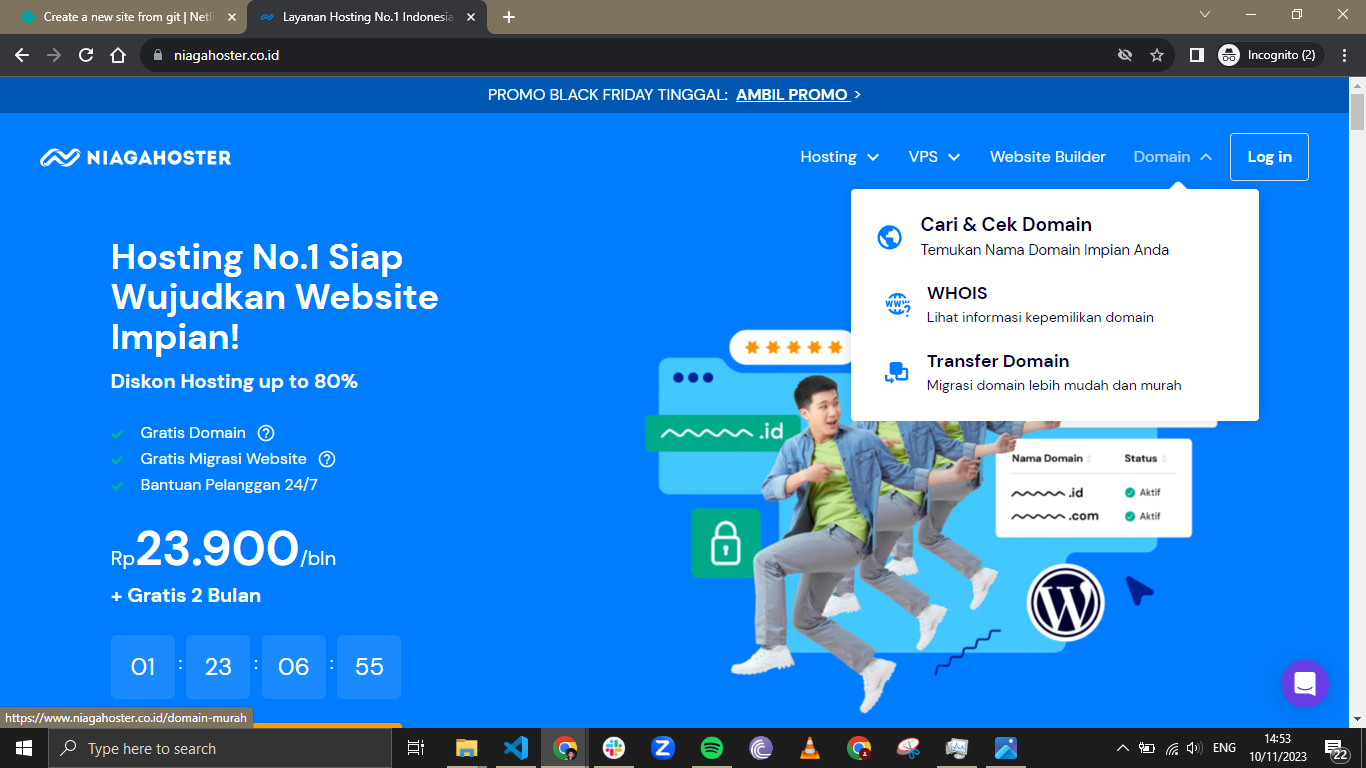 Create a new site from git | Netli
Layanan Hosting No.1 Indonesia
niagahoster.co.id
Incognito (2)
PROMO BLACK FRIDAY TINGGAL: AMBIL PROMO >
NIAGAHOSTER
Hosting
VPS
Website Builder
Domain
Log in
Cari & Cek Domain
Temukan Nama Domain Impian Anda
WHOIS
Lihat informasi kepemilikan domain
Transfer Domain
Migrasi domain lebih mudah dan murah
Hosting No.1 Siap
Wujudkan Website
Impian!
Diskon Hosting up to 80%
Gratis Domain
Gratis Migrasi Website
Bantuan Pelanggan 24/7
Rp23.900/bln
+ Gratis 2 Bulan
01 : 23 : 06 : 55
.id
Nama Domain Status
.id Aktif
.com Aktif
www?
W
https://www.niagahoster.co.id/domain-murah
Type here to search
Z
ENG
14:53
10/11/2023
22